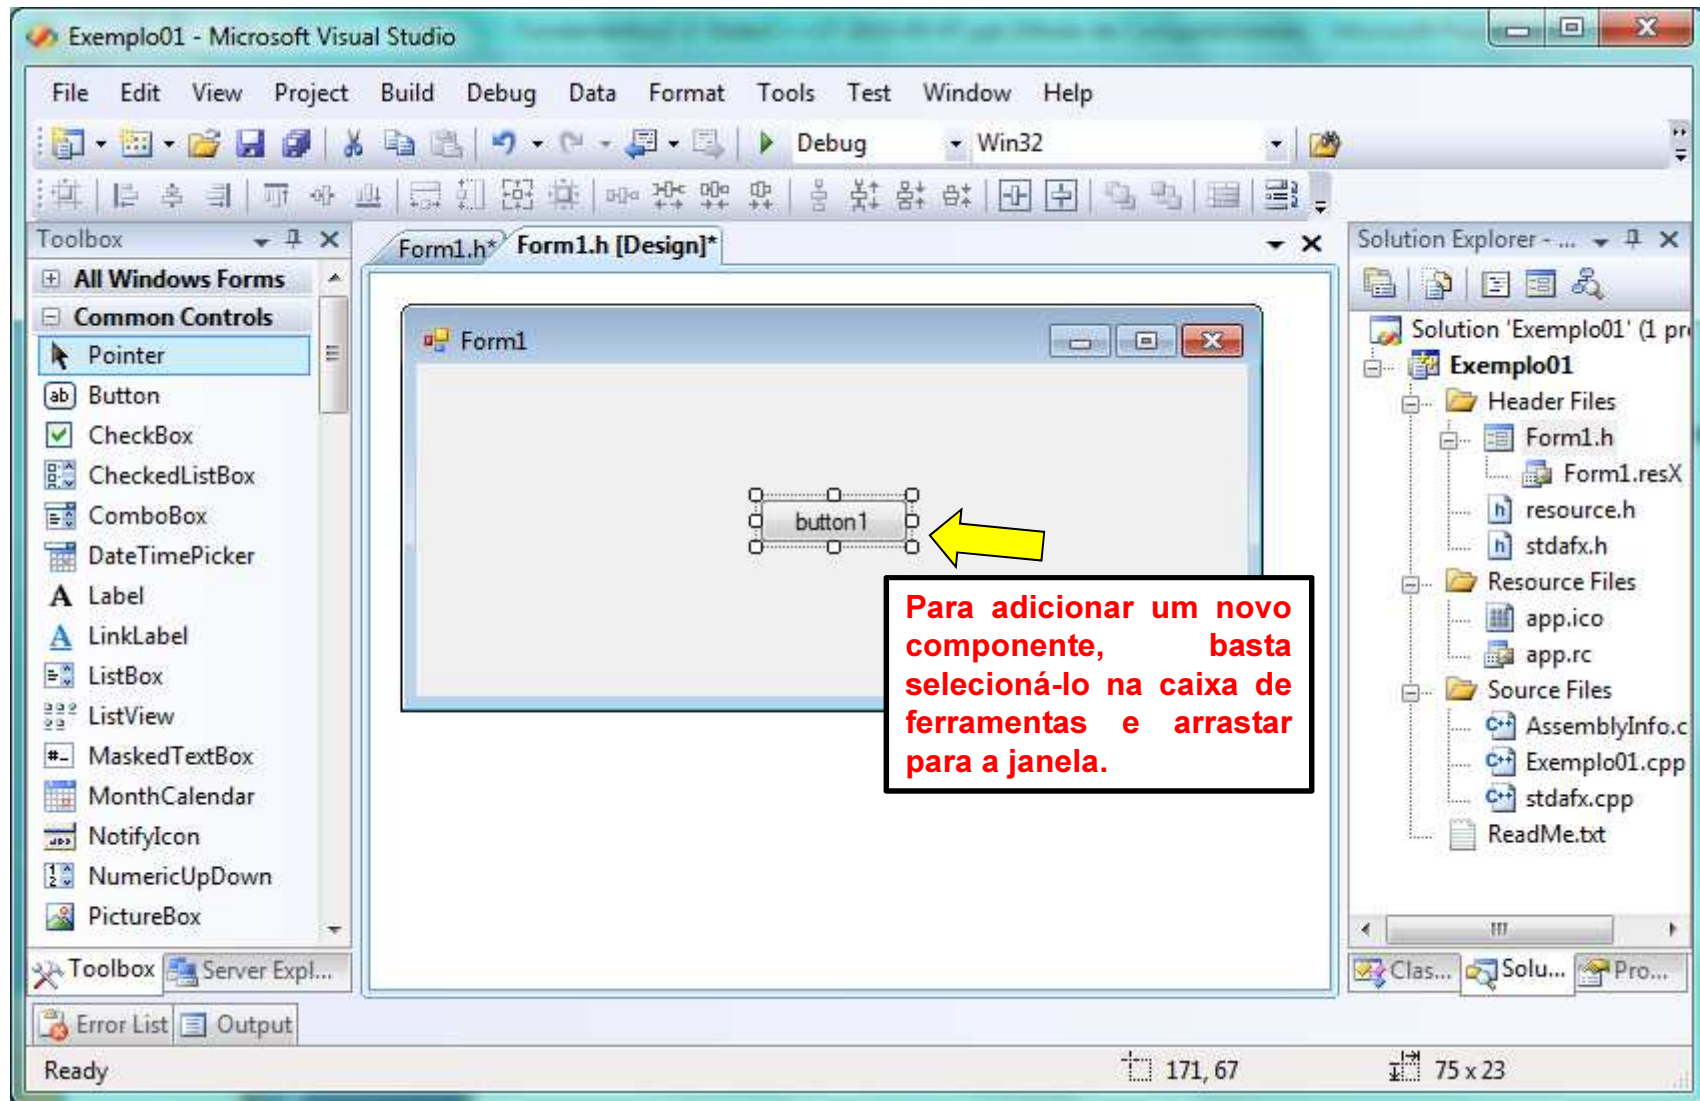 Exemplo01 - Microsoft Visual Studio
File Edit View Project Build Debug Data Format Tools Test Window Help
Debug Win32
Toolbox
All Windows Forms
Common Controls
Pointer
Button
CheckBox
CheckedListBox
ComboBox
DateTimePicker
Label
LinkLabel
ListBox
ListView
MaskedTextBox
MonthCalendar
NotifyIcon
NumericUpDown
PictureBox
Toolbox Server Expl...
Form1.h* Form1.h [Design]*
Form1
button1
Para adicionar um novo
componente, basta
selecioná-lo na caixa de
ferramentas e arrastar
para a janela.
Solution Explorer - ...
Solution 'Exemplo01' (1 pr
Exemplo01
Header Files
Form1.h
Form1.resX
resource.h
stdafx.h
Resource Files
app.ico
app.rc
Source Files
AssemblyInfo.c
Exemplo01.cpp
stdafx.cpp
ReadMe.txt
Clas... Solu... Pro...
Error List Output
Ready 171, 67 75 x 23